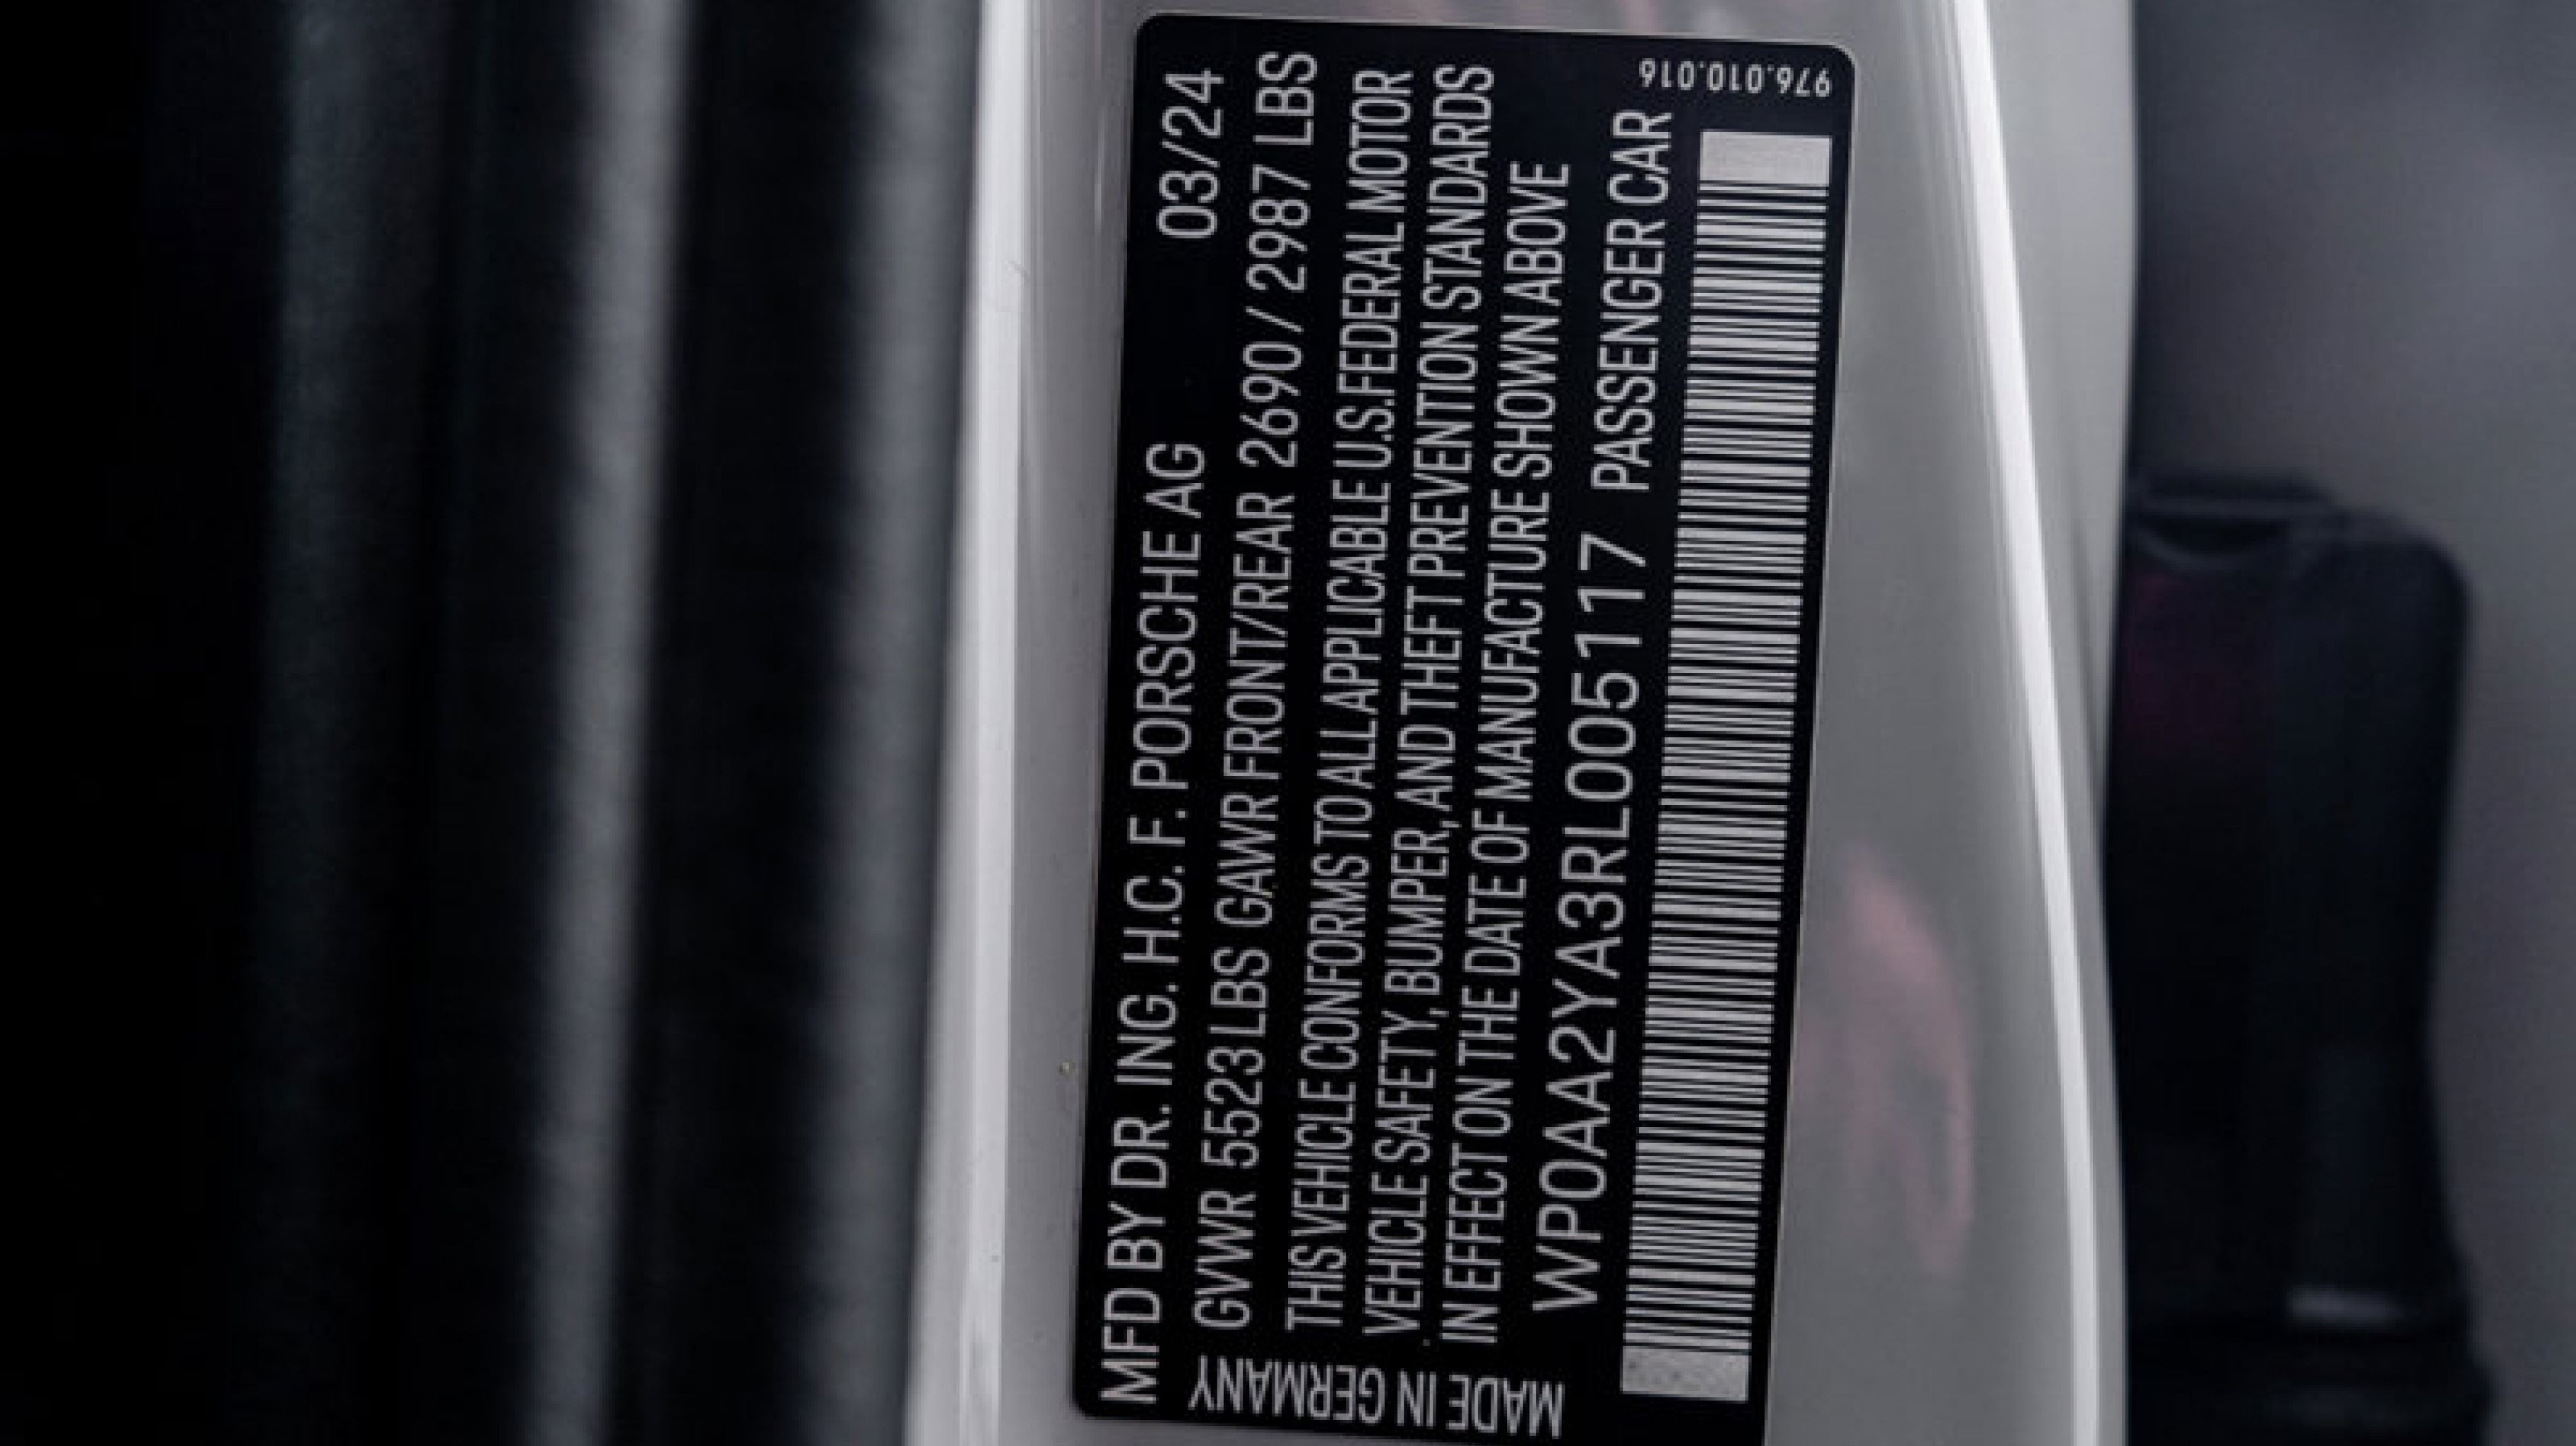 MFD BY DR. ING. H.C. F. PORSCHE AG 03/24
GVWR 5523 LBS GAWR FRONT/REAR 2690 / 2987 LBS
THIS VEHICLE CONFORMS TO ALL APPLICABLE U.S. FEDERAL MOTOR
VEHICLE SAFETY, BUMPER, AND THEFT PREVENTION STANDARDS
IN EFFECT ON THE DATE OF MANUFACTURE SHOWN ABOVE
WP0AA2YA3RL005117 PASSENGER CAR
MADE IN GERMANY
976.010.016